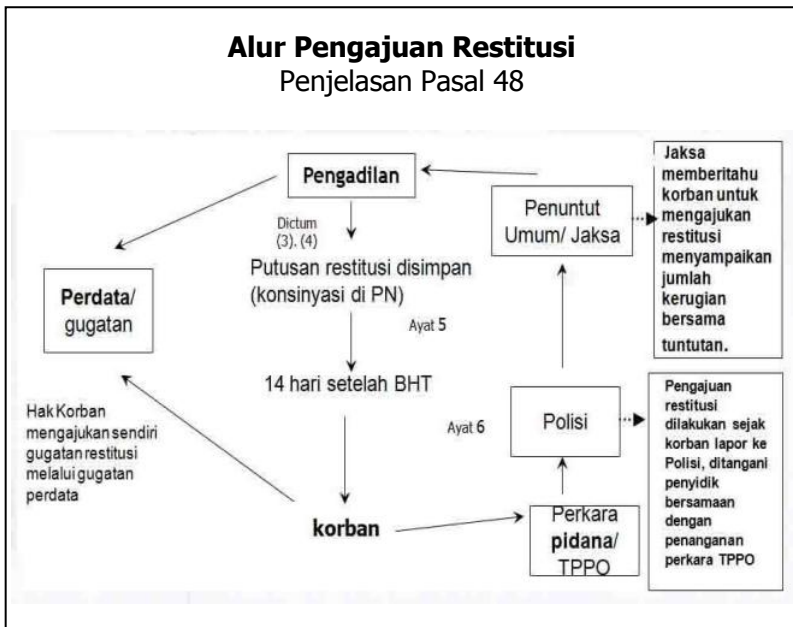 Alur Pengajuan Restitusi
Penjelasan Pasal 48
Pengadilan
Dictum
(3). (4)
Putusan restitusi disimpan
(konsinyasi di PN)
Ayat 5
14 hari setelah BHT
Ayat 6
korban
Perdata/
gugatan
Hak Korban
mengajukan sendiri
gugatan restitusi
melalui gugatan
perdata
Penuntut
Umum/ Jaksa
Jaksa
memberitahu
korban untuk
mengajukan
restitusi
menyampaikan
jumlah
kerugian
bersama
tuntutan.
Polisi
Pengajuan
restitusi
dilakukan sejak
korban lapor ke
Polisi, ditangani
penyidik
bersamaan
dengan
penanganan
perkara TPPO
Perkara
pidana/
TPPO